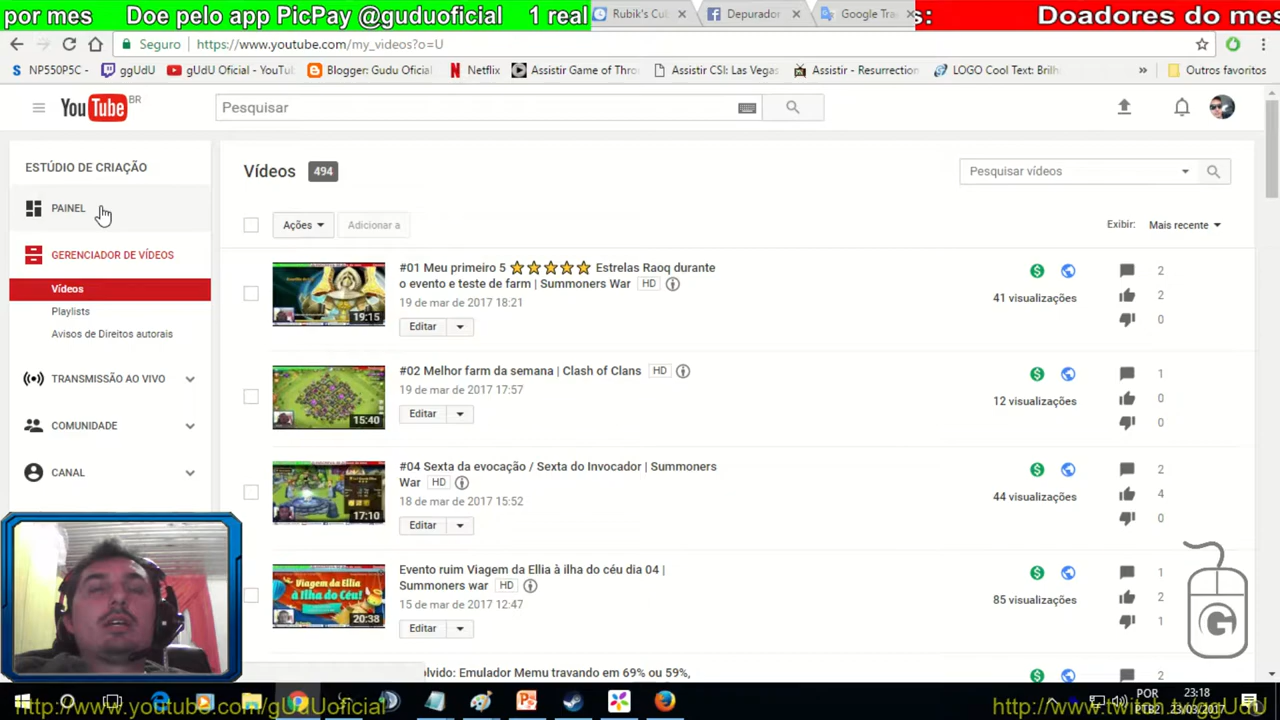 por mes Doe pelo app PicPay @guduoficial 1 real
Rubik's Cu
Depurador
Google Tra
s: Doadores do mes
Seguro https://www.youtube.com/my_videos?o=U
NP550P5C -
ggUdU
gUdU Oficial - YouTu
Blogger: Gudu Oficial
Netflix
Assistir Game of Thro
Assistir CSI: Las Vegas
Assistir - Resurrection
LOGO Cool Text: Brilh
»
Outros favoritos
YouTube BR
Pesquisar
ESTÚDIO DE CRIAÇÃO
PAINEL
GERENCIADOR DE VÍDEOS
Vídeos
Playlists
Avisos de Direitos autorais
TRANSMISSÃO AO VIVO
COMUNIDADE
CANAL
Vídeos 494
Pesquisar vídeos
Ações
Adicionar a
Exibir: Mais recente
#01 Meu primeiro 5 ⭐⭐⭐⭐⭐ Estrelas Raoq durante
o evento e teste de farm | Summoners War HD
19 de mar de 2017 18:21
19:15
Editar
41 visualizações
2
2
0
#02 Melhor farm da semana | Clash of Clans HD
19 de mar de 2017 17:57
15:40
Editar
12 visualizações
1
0
0
#04 Sexta da evocação / Sexta do Invocador | Summoners
War HD
18 de mar de 2017 15:52
17:10
Editar
44 visualizações
2
4
0
Evento ruim Viagem da Ellia à ilha do céu dia 04 |
Summoners war HD
15 de mar de 2017 12:47
Viagem da Ellia
à Ilha do Céu!
20:38
Editar
85 visualizações
1
2
1
olvido: Emulador Memu travando em 69% ou 59%,
2
G
http://www.youtube.com/gUdUoficial
POR
PTB2
23:18
23/03/2017